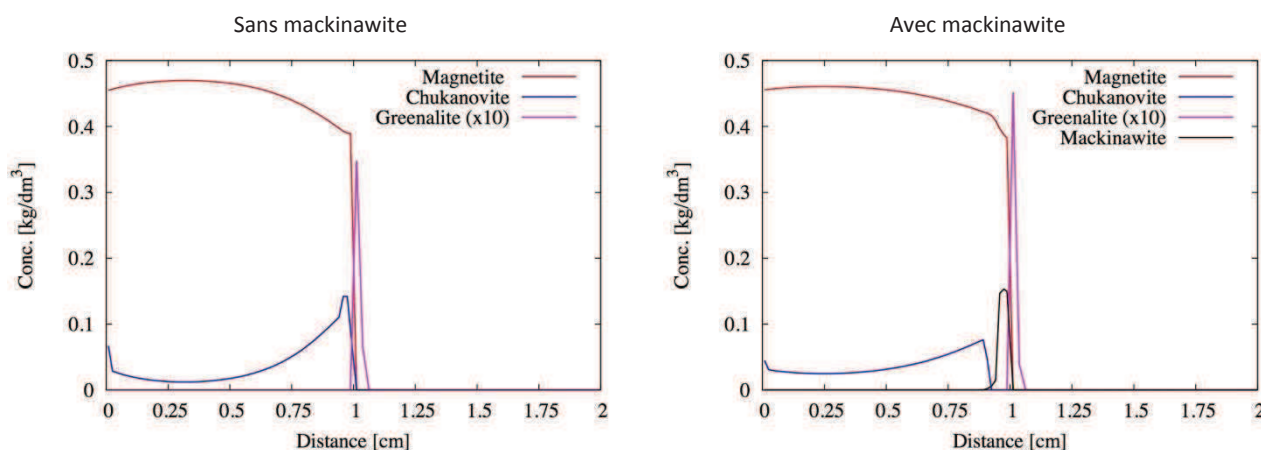 Sans mackinawite
0.5
0.4
0.3
0.2
0.1
0
Conc. [kg/dm³]
Magnetite
Chukanovite
Greenalite (x10)
0 0.25 0.5 0.75 1 1.25 1.5 1.75 2
Distance [cm]
Avec mackinawite
0.5
0.4
0.3
0.2
0.1
0
Conc. [kg/dm³]
Magnetite
Chukanovite
Greenalite (x10)
Mackinawite
0 0.25 0.5 0.75 1 1.25 1.5 1.75 2
Distance [cm]